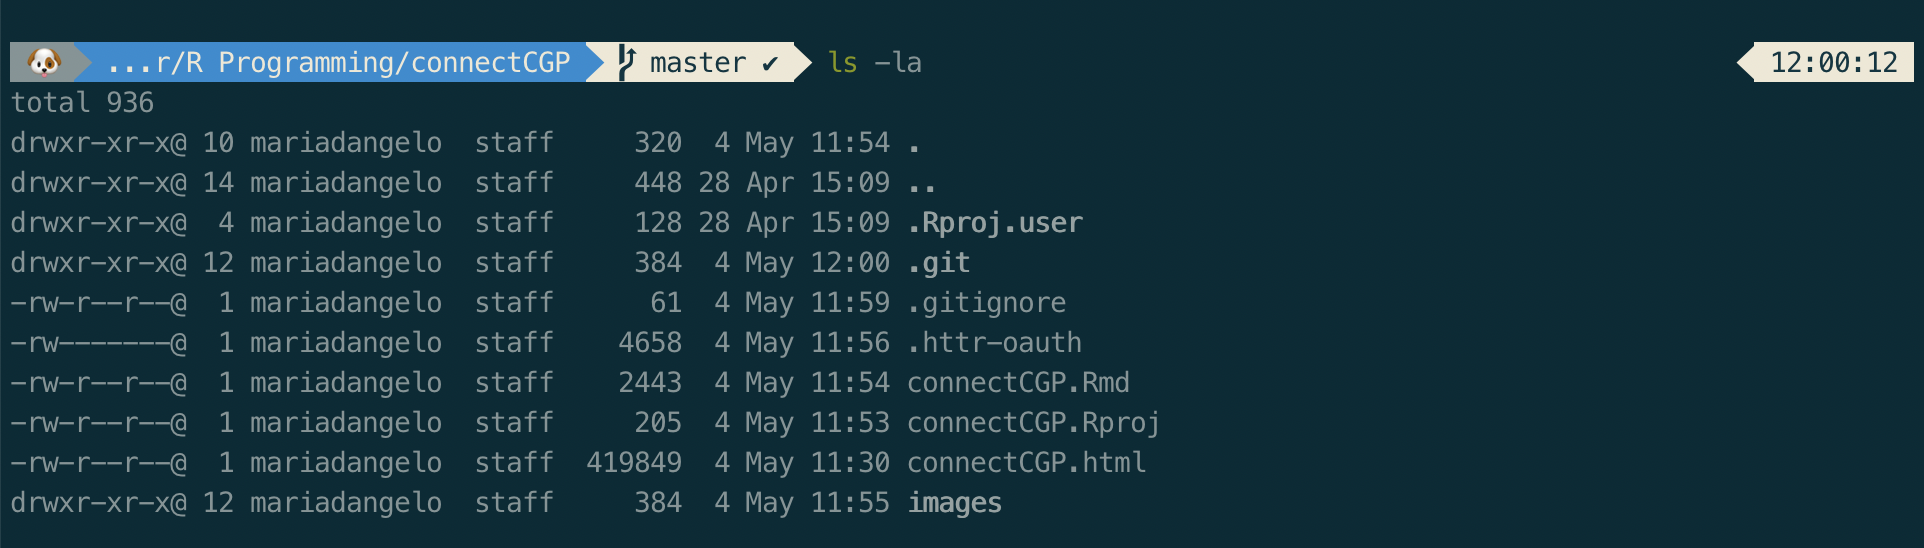 ...r/R Programming/connectCGP master ✔ ls -la 12:00:12
total 936
drwxr-xr-x@ 10 mariadangelo  staff     320  4 May 11:54 .
drwxr-xr-x@ 14 mariadangelo  staff     448 28 Apr 15:09 ..
drwxr-xr-x@  4 mariadangelo  staff     128 28 Apr 15:09 .Rproj.user
drwxr-xr-x@ 12 mariadangelo  staff     384  4 May 12:00 .git
-rw-r--r--@  1 mariadangelo  staff      61  4 May 11:59 .gitignore
-rw-------@  1 mariadangelo  staff    4658  4 May 11:56 .httr-oauth
-rw-r--r--@  1 mariadangelo  staff    2443  4 May 11:54 connectCGP.Rmd
-rw-r--r--@  1 mariadangelo  staff     205  4 May 11:53 connectCGP.Rproj
-rw-r--r--@  1 mariadangelo  staff  419849  4 May 11:30 connectCGP.html
drwxr-xr-x@ 12 mariadangelo  staff     384  4 May 11:55 images